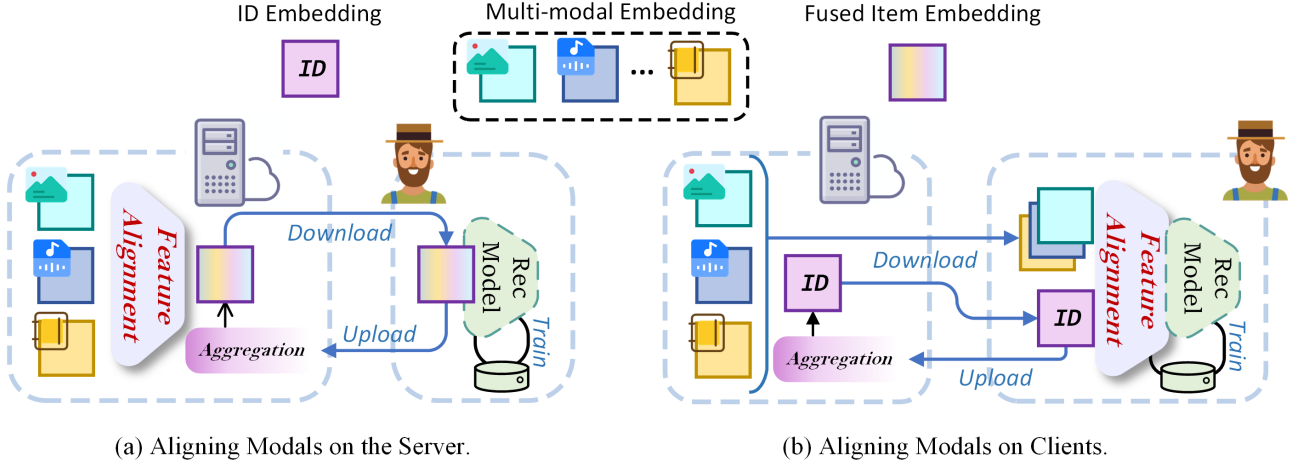 ID Embedding
Multi-modal Embedding
Fused Item Embedding
ID
...
Feature
Alignment
Download
Upload
Aggregation
Rec
Model
Train
(a) Aligning Modals on the Server.
ID
Aggregation
Download
Upload
ID
Feature
Alignment
Rec
Model
Train
(b) Aligning Modals on Clients.